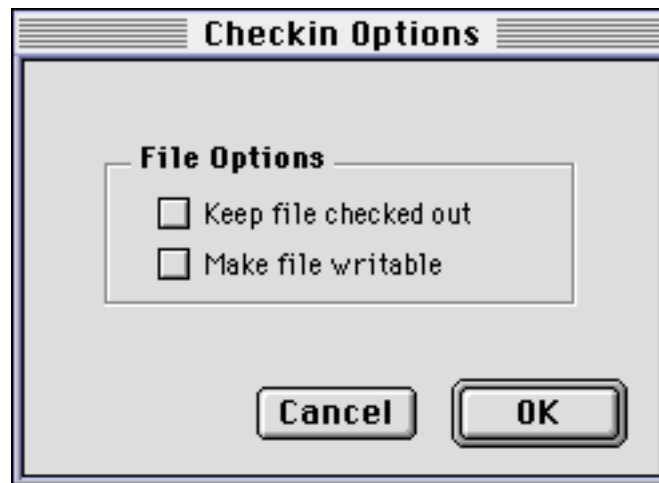 Checkin Options
File Options
Keep file checked out
Make file writable
Cancel OK